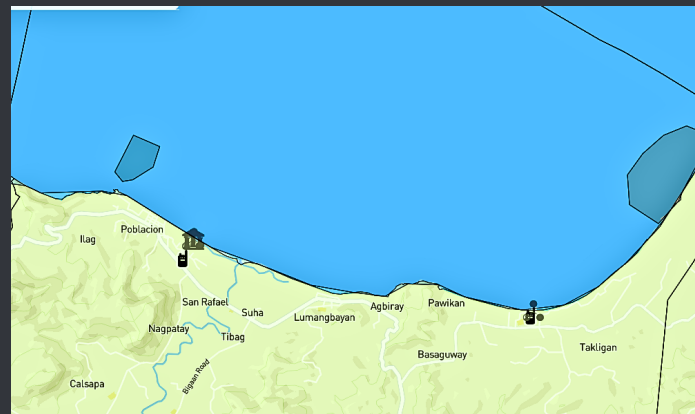 Poblacion
Ilag
San Rafael
Suha
Agbiray
Pawikan
Lumangbayan
Nagpatay
Tibag
Takligan
Basaguway
Bigaan Road
Calsapa